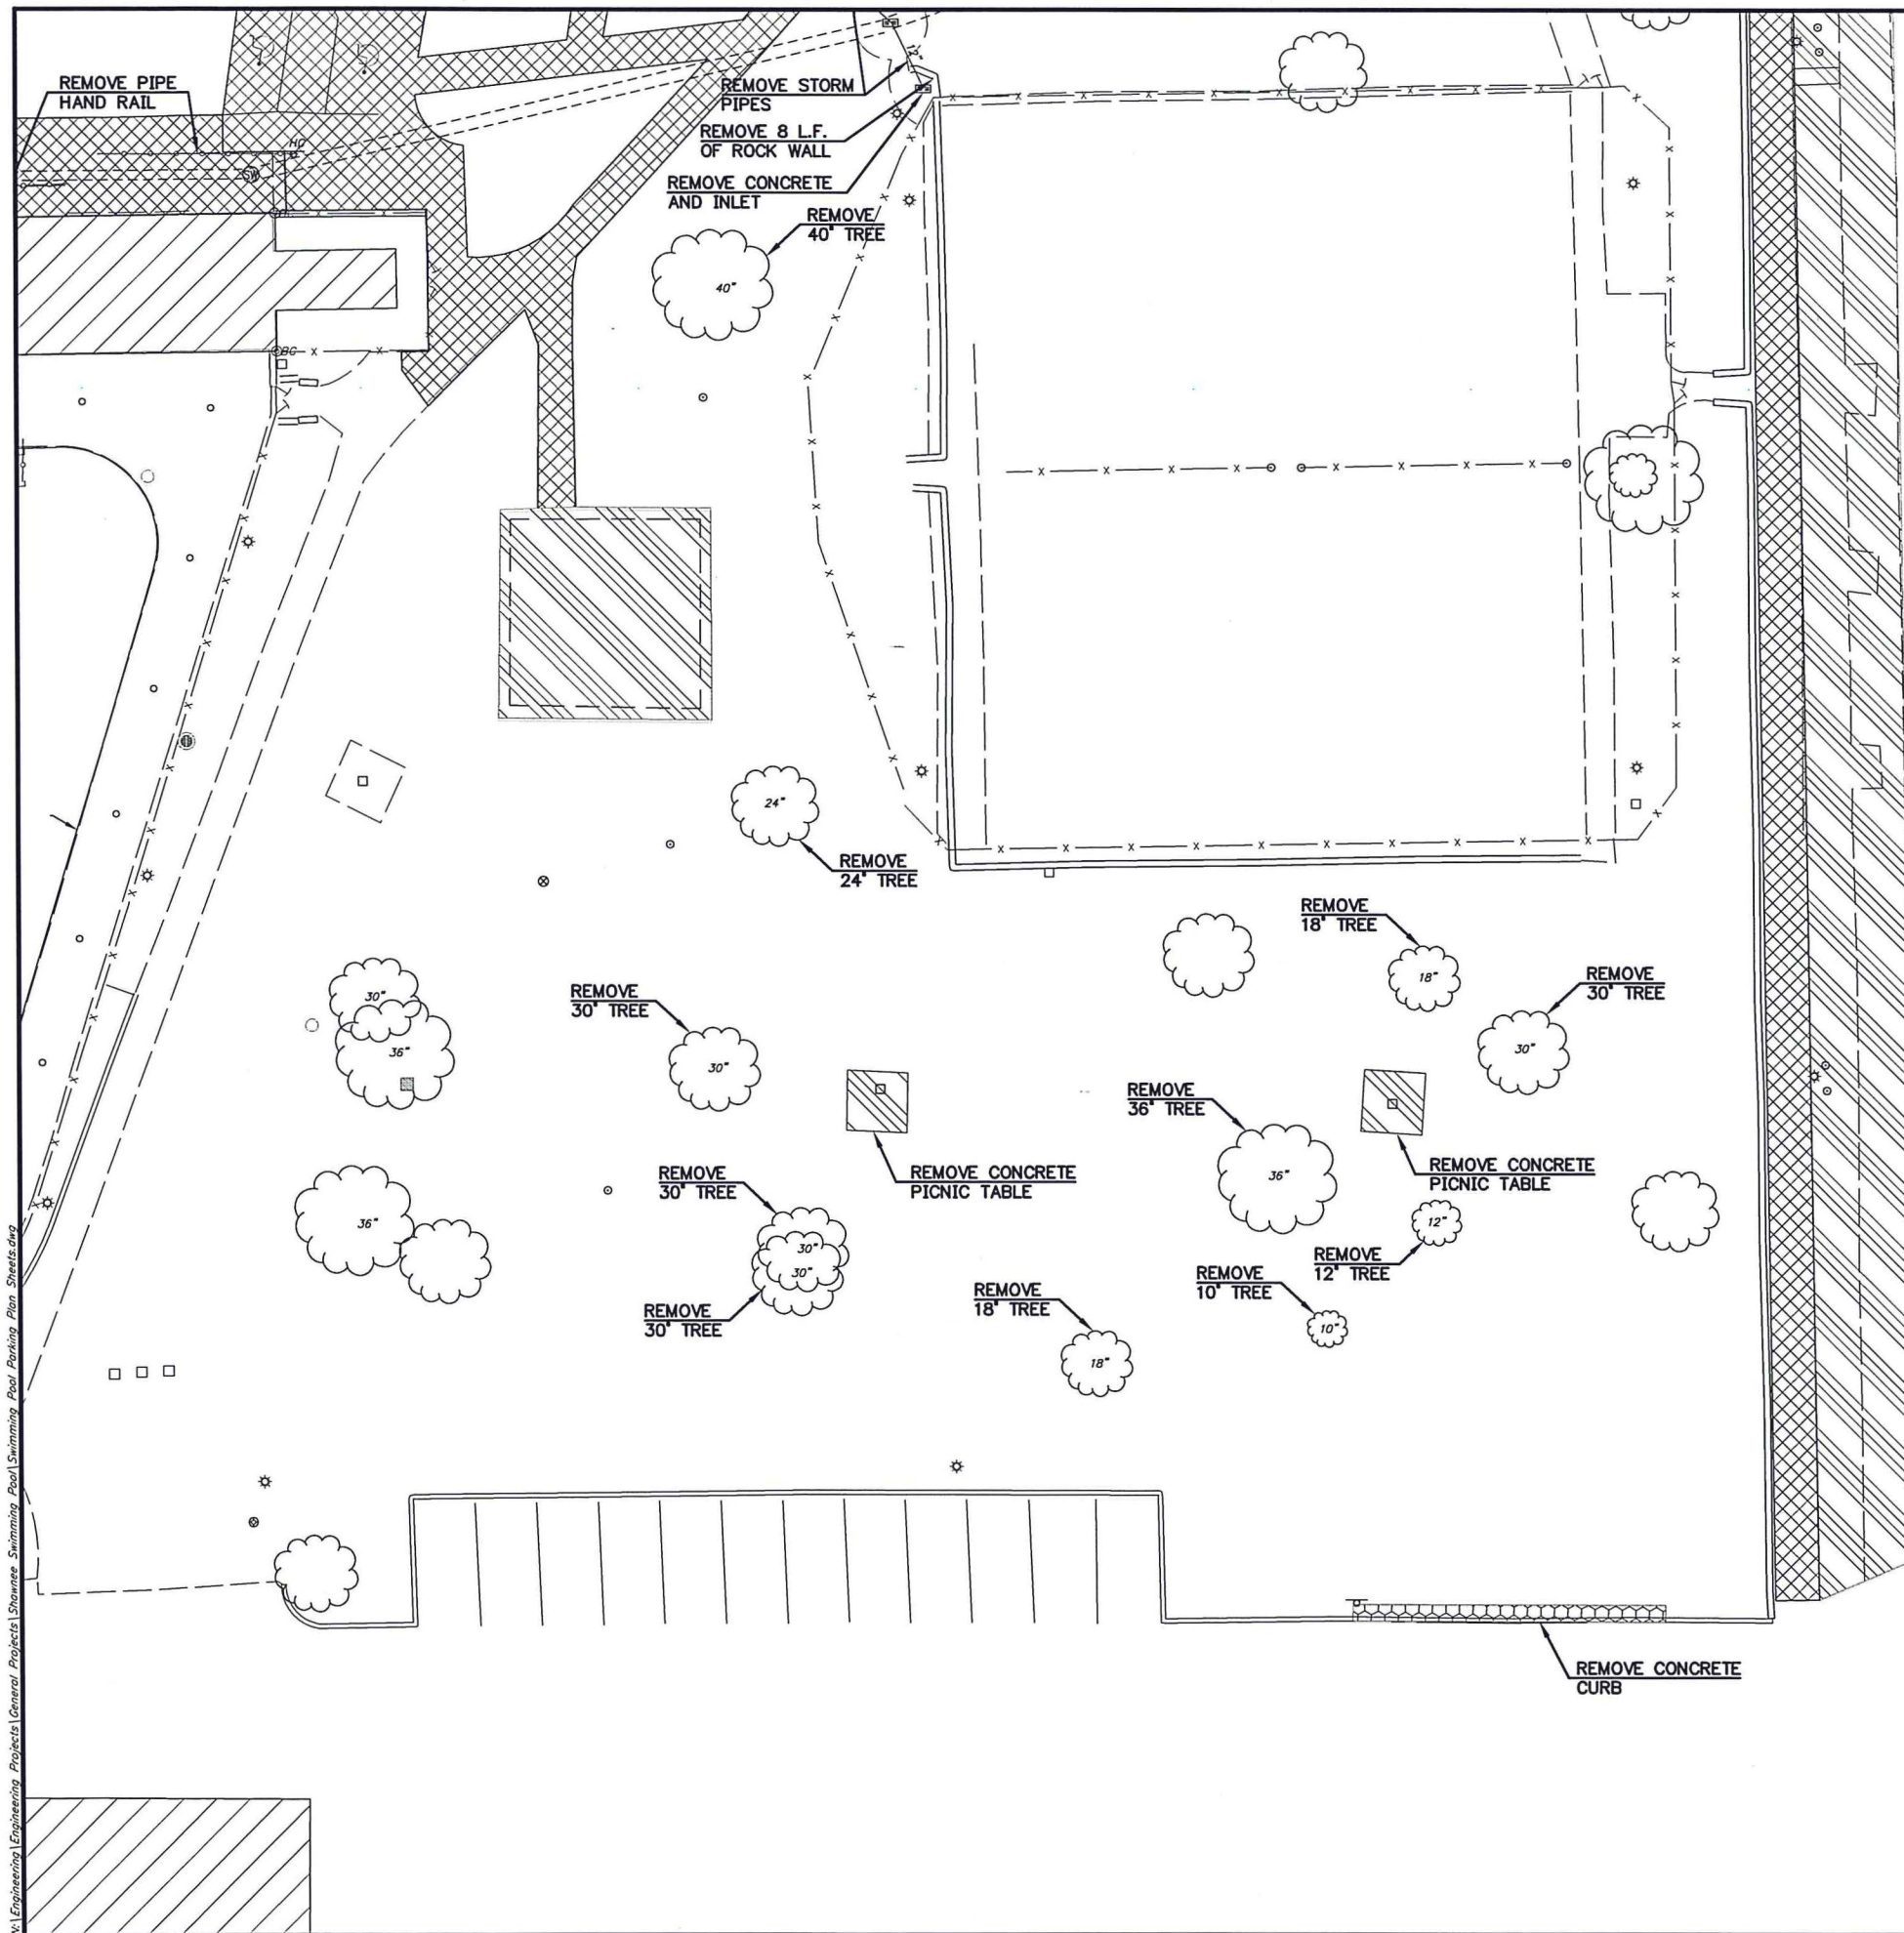 REMOVE PIPE
HAND RAIL
REMOVE STORM
PIPES
REMOVE 8 L.F.
OF ROCK WALL
REMOVE CONCRETE
AND INLET
REMOVE
40" TREE
40"
HC
SW
BC
24"
REMOVE
24" TREE
REMOVE
18" TREE
18"
REMOVE
30" TREE
30"
30"
36"
REMOVE
30" TREE
30"
REMOVE
36" TREE
36"
REMOVE CONCRETE
PICNIC TABLE
REMOVE CONCRETE
PICNIC TABLE
REMOVE
30" TREE
30"
30"
REMOVE
30" TREE
36"
12"
REMOVE
12" TREE
REMOVE
10" TREE
10"
REMOVE
18" TREE
18"
REMOVE CONCRETE
CURB
V:\Engineering\Engineering Projects\General Projects\Shawnee Swimming Pool\Swimming Pool Parking Plan Sheets.dwg